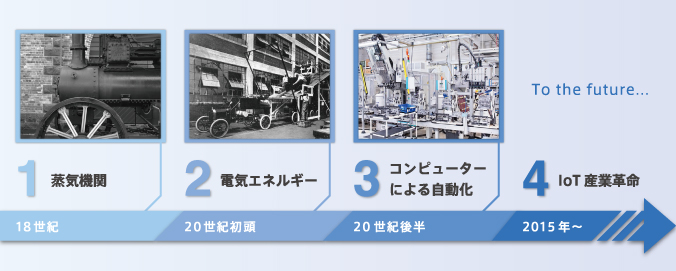 To the future...
1 蒸気機関
2 電気エネルギー
3 コンピューター
による自動化
4 IoT 産業革命
18世紀
20世紀初頭
20世紀後半
2015年〜